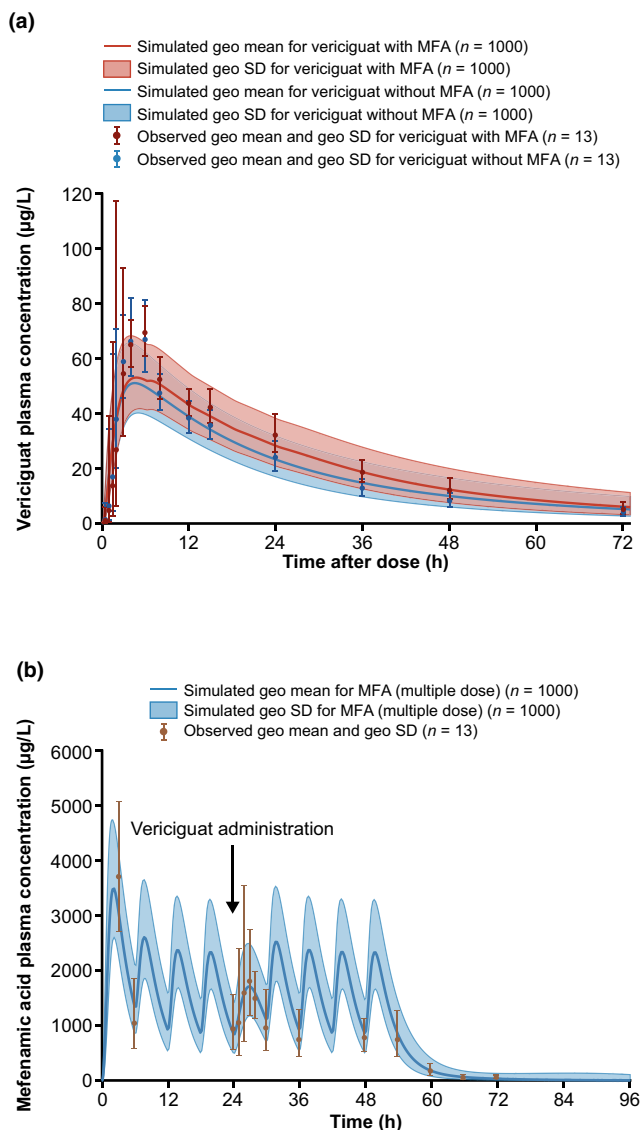 (a)
Simulated geo mean for vericiguat with MFA (n = 1000)
Simulated geo SD for vericiguat with MFA (n = 1000)
Simulated geo mean for vericiguat without MFA (n = 1000)
Simulated geo SD for vericiguat without MFA (n = 1000)
Observed geo mean and geo SD for vericiguat with MFA (n = 13)
Observed geo mean and geo SD for vericiguat without MFA (n = 13)
Vericiguat plasma concentration (µg/L)
120
100
80
60
40
20
0
0 12 24 36 48 60 72
Time after dose (h)
(b)
Simulated geo mean for MFA (multiple dose) (n = 1000)
Simulated geo SD for MFA (multiple dose) (n = 1000)
Observed geo mean and geo SD (n = 13)
Mefenamic acid plasma concentration (µg/L)
6000
5000
4000
3000
2000
1000
0
Vericiguat administration
0 12 24 36 48 60 72 84 96
Time (h)